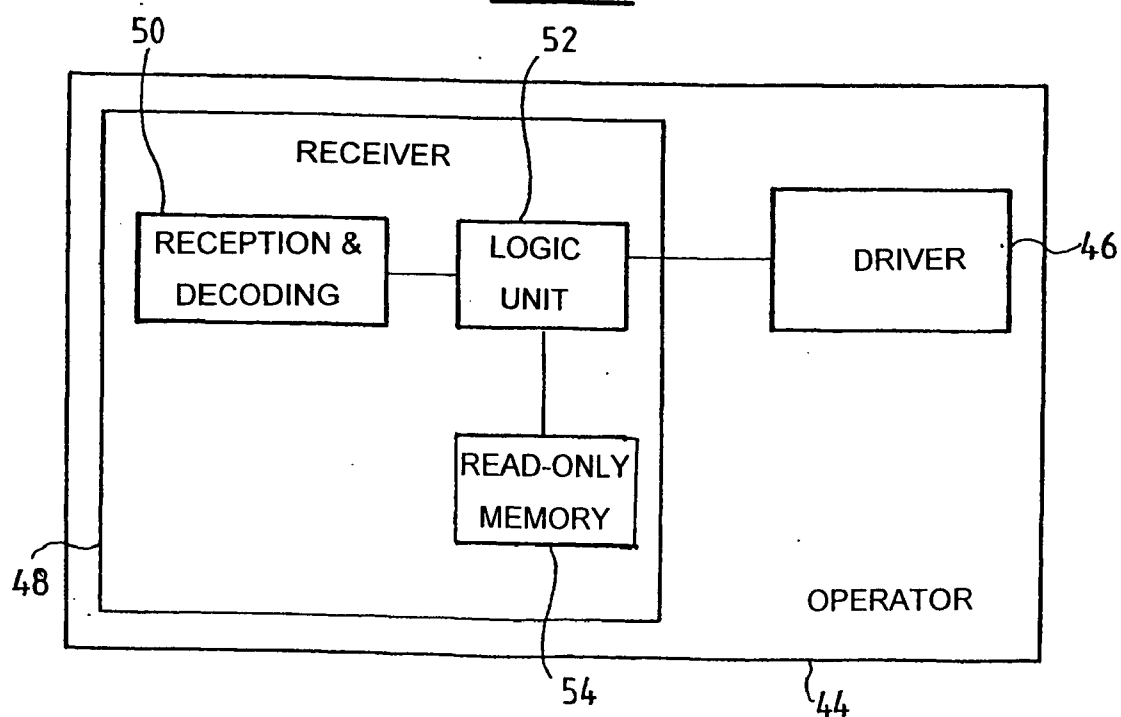 50
52
RECEIVER
RECEPTION &
DECODING
LOGIC
UNIT
DRIVER
46
READ-ONLY
MEMORY
48
OPERATOR
54
44